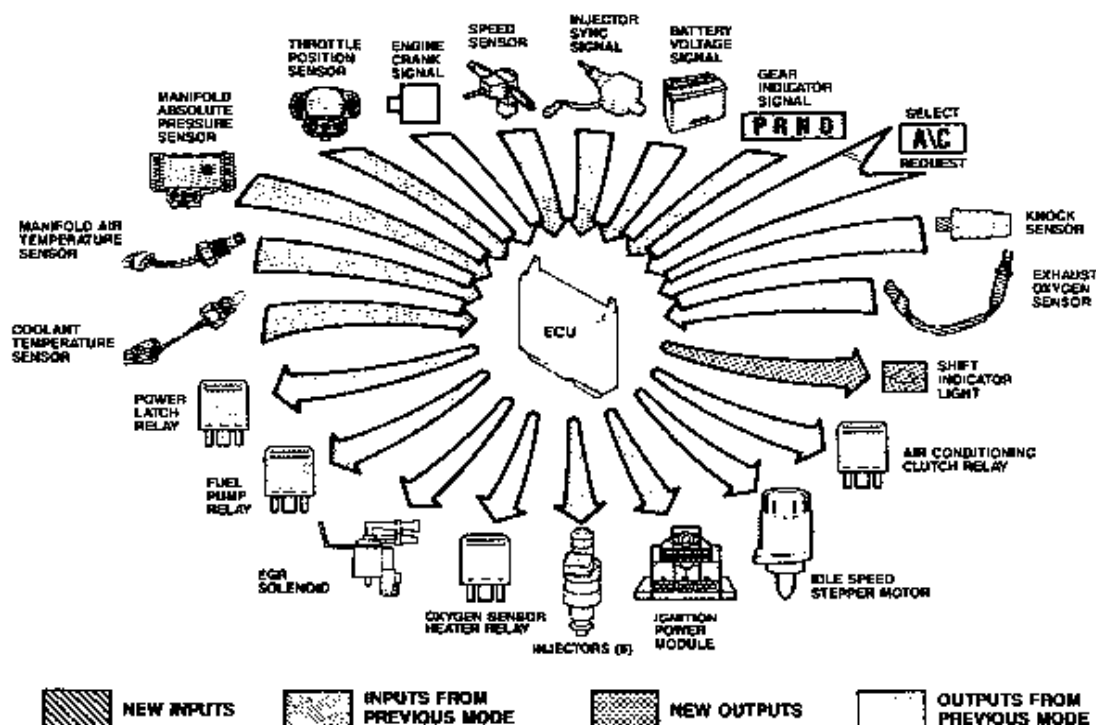 THROTTLE
POSITION
SENSOR
ENGINE
CRANK
SIGNAL
SPEED
SENSOR
INJECTOR
SYNC
SIGNAL
BATTERY
VOLTAGE
SIGNAL
GEAR
INDICATOR
SIGNAL
P R N D
SELECT
A\C
REQUEST
MANIFOLD
ABSOLUTE
PRESSURE
SENSOR
MANIFOLD AIR
TEMPERATURE
SENSOR
COOLANT
TEMPERATURE
SENSOR
KNOCK
SENSOR
EXHAUST
OXYGEN
SENSOR
ECU
SHIFT
INDICATOR
LIGHT
POWER
LATCH
RELAY
AIR CONDITIONING
CLUTCH RELAY
FUEL
PUMP
RELAY
EGR
SOLENOID
OXYGEN SENSOR
HEATER RELAY
INJECTORS (6)
IGNITION
POWER
MODULE
IDLE SPEED
STEPPER MOTOR
NEW INPUTS
INPUTS FROM
PREVIOUS MODE
NEW OUTPUTS
OUTPUTS FROM
PREVIOUS MODE